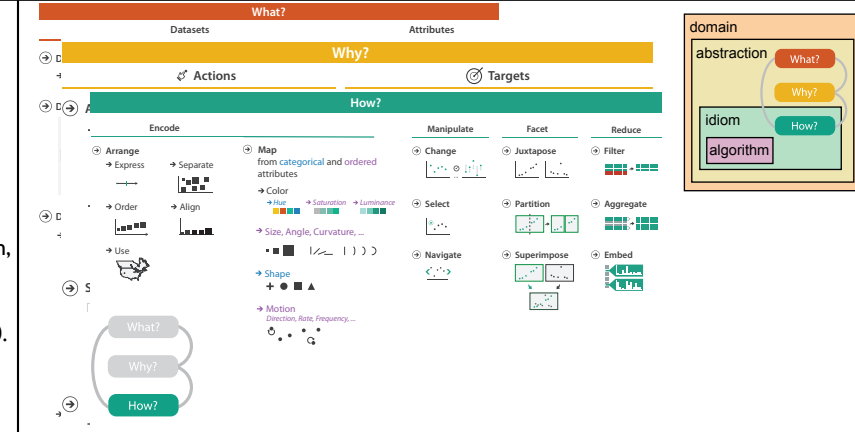 What?
Datasets
Attributes
Why?
Actions
Targets
How?
Encode
Manipulate
Facet
Reduce
Arrange
Express
Separate
Order
Align
Use
Map
from categorical and ordered
attributes
Color
Hue
Saturation
Luminance
Size, Angle, Curvature, ...
Shape
Motion
Direction, Rate, Frequency, ...
Change
Select
Navigate
Juxtapose
Partition
Superimpose
Filter
Aggregate
Embed
What?
Why?
How?
domain
abstraction
What?
Why?
idiom
How?
algorithm